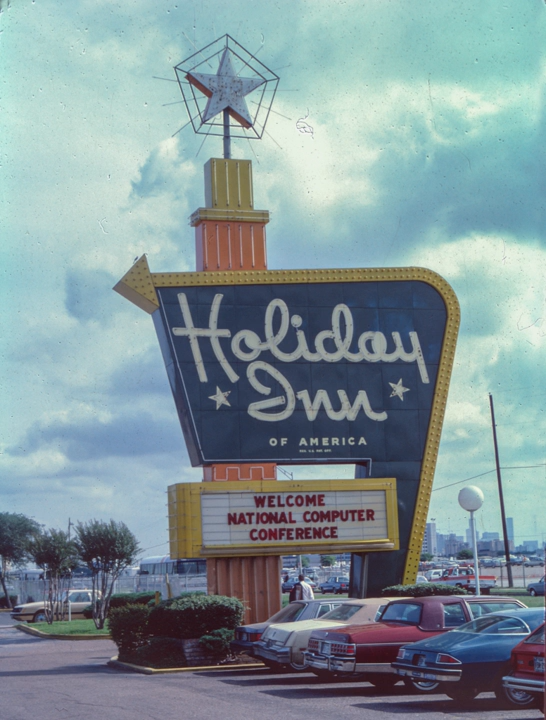 Holiday
Inn
OF AMERICA
WELCOME
NATIONAL COMPUTER
CONFERENCE